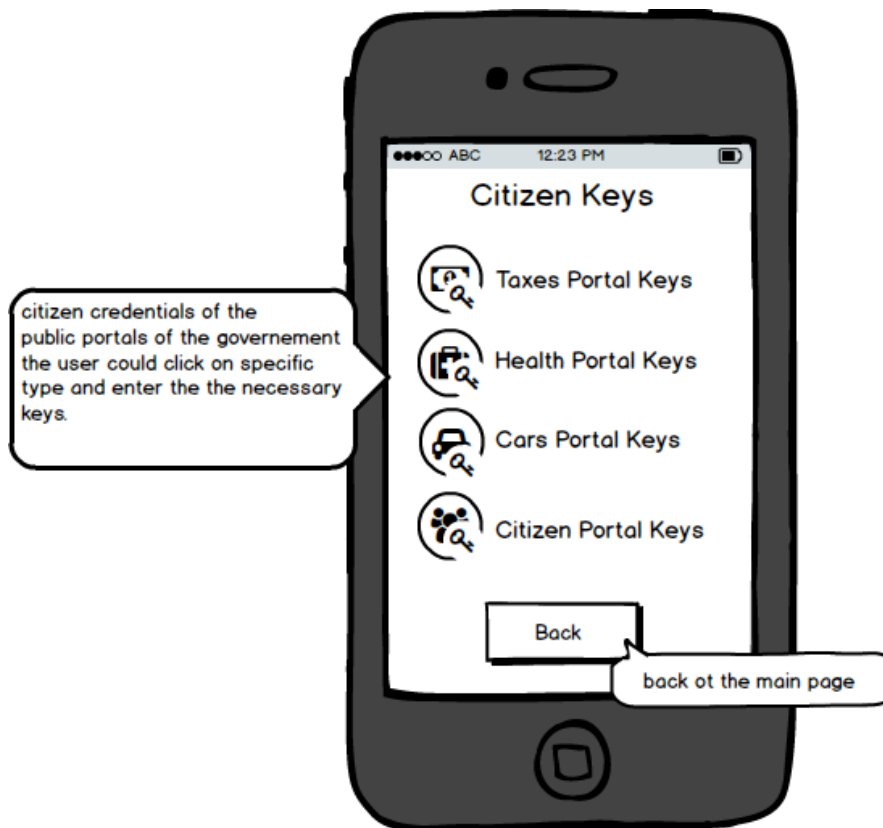 ABC 12:23 PM
Citizen Keys
Taxes Portal Keys
citizen credentials of the
public portals of the governement
the user could click on specific
type and enter the the necessary
keys.
Health Portal Keys
Cars Portal Keys
Citizen Portal Keys
Back
back ot the main page